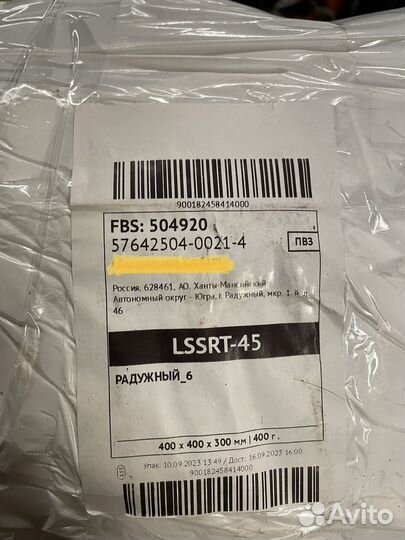 900182458414000
FBS: 504920
57642504-0021-4
ПВЗ
Россия, 628461, АО. Ханты-Мансийский
Автономный округ - Югра, г. Радужный, мкр. 1-й, д.
46
LSSRT-45
РАДУЖНЫЙ_6
400 x 400 x 300 мм | 400 г.
Упак: 10.09.2023 13:49 / Дост: 16.09.2023 16:00
900182458414000
Avito